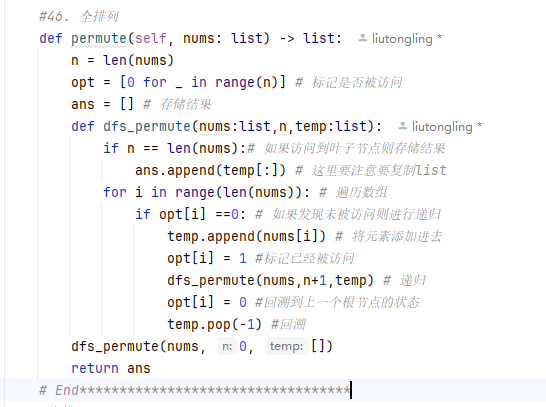 #46. 全排列
def permute(self, nums: list) -> list: liutongling *
n = len(nums)
opt = [0 for _ in range(n)] # 标记是否被访问
ans = [] # 存储结果
def dfs_permute(nums:list,n,temp:list): liutongling *
if n == len(nums):# 如果访问到叶子节点则存储结果
ans.append(temp[:]) # 这里要注意要复制list
for i in range(len(nums)): # 遍历数组
if opt[i] ==0: # 如果发现未被访问则进行递归
temp.append(nums[i]) # 将元素添加进去
opt[i] = 1 #标记已经被访问
dfs_permute(nums,n+1,temp) # 递归
opt[i] = 0 #回溯到上一个根节点的状态
temp.pop(-1) #回溯
dfs_permute(nums, n: 0, temp: [])
return ans
# End**********************************